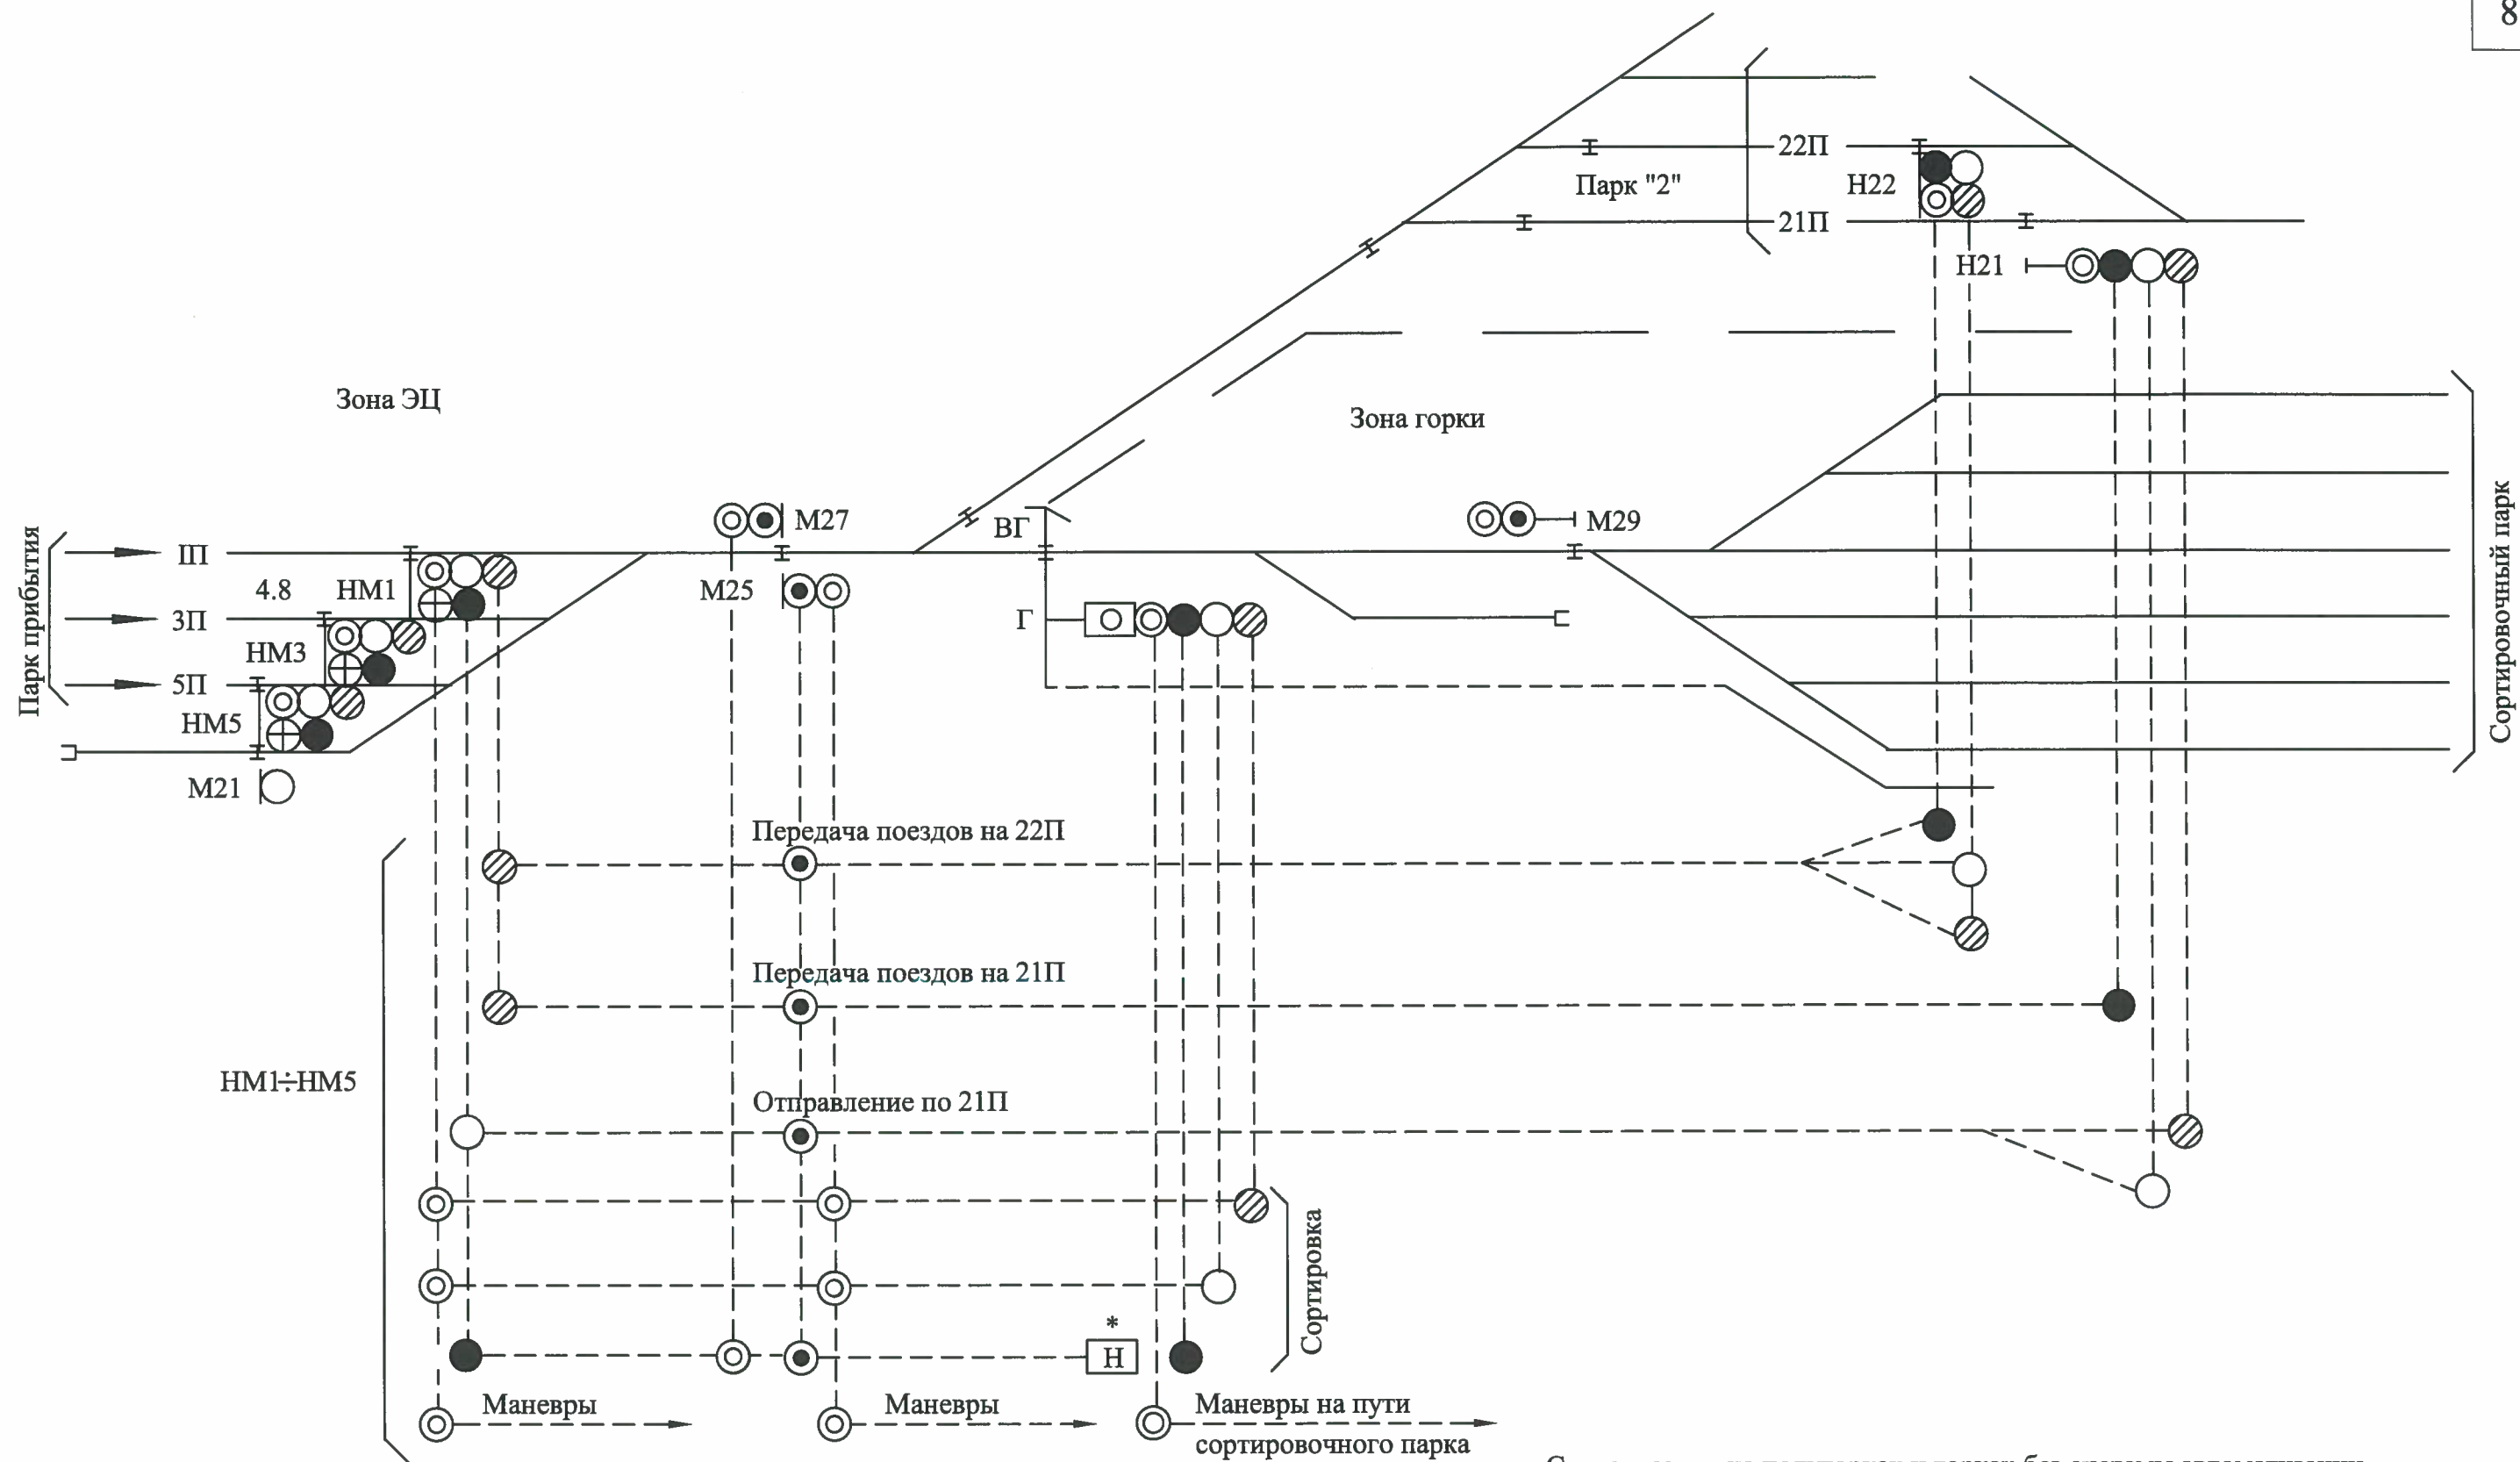 8
22П
Парк "2"
Н22
21П
Н21
Зона ЭЦ
Зона горки
ВГ
М27
М29
Парк прибытия
IП
4.8
НМ1
М25
3П
Г
НМ3
5П
НМ5
М21
Сортировочный парк
Передача поездов на 22П
Передача поездов на 21П
НМ1÷НМ5
Отправление по 21П
Сортировка
*
Н
Маневры
Маневры
Маневры на пути
сортировочного парка